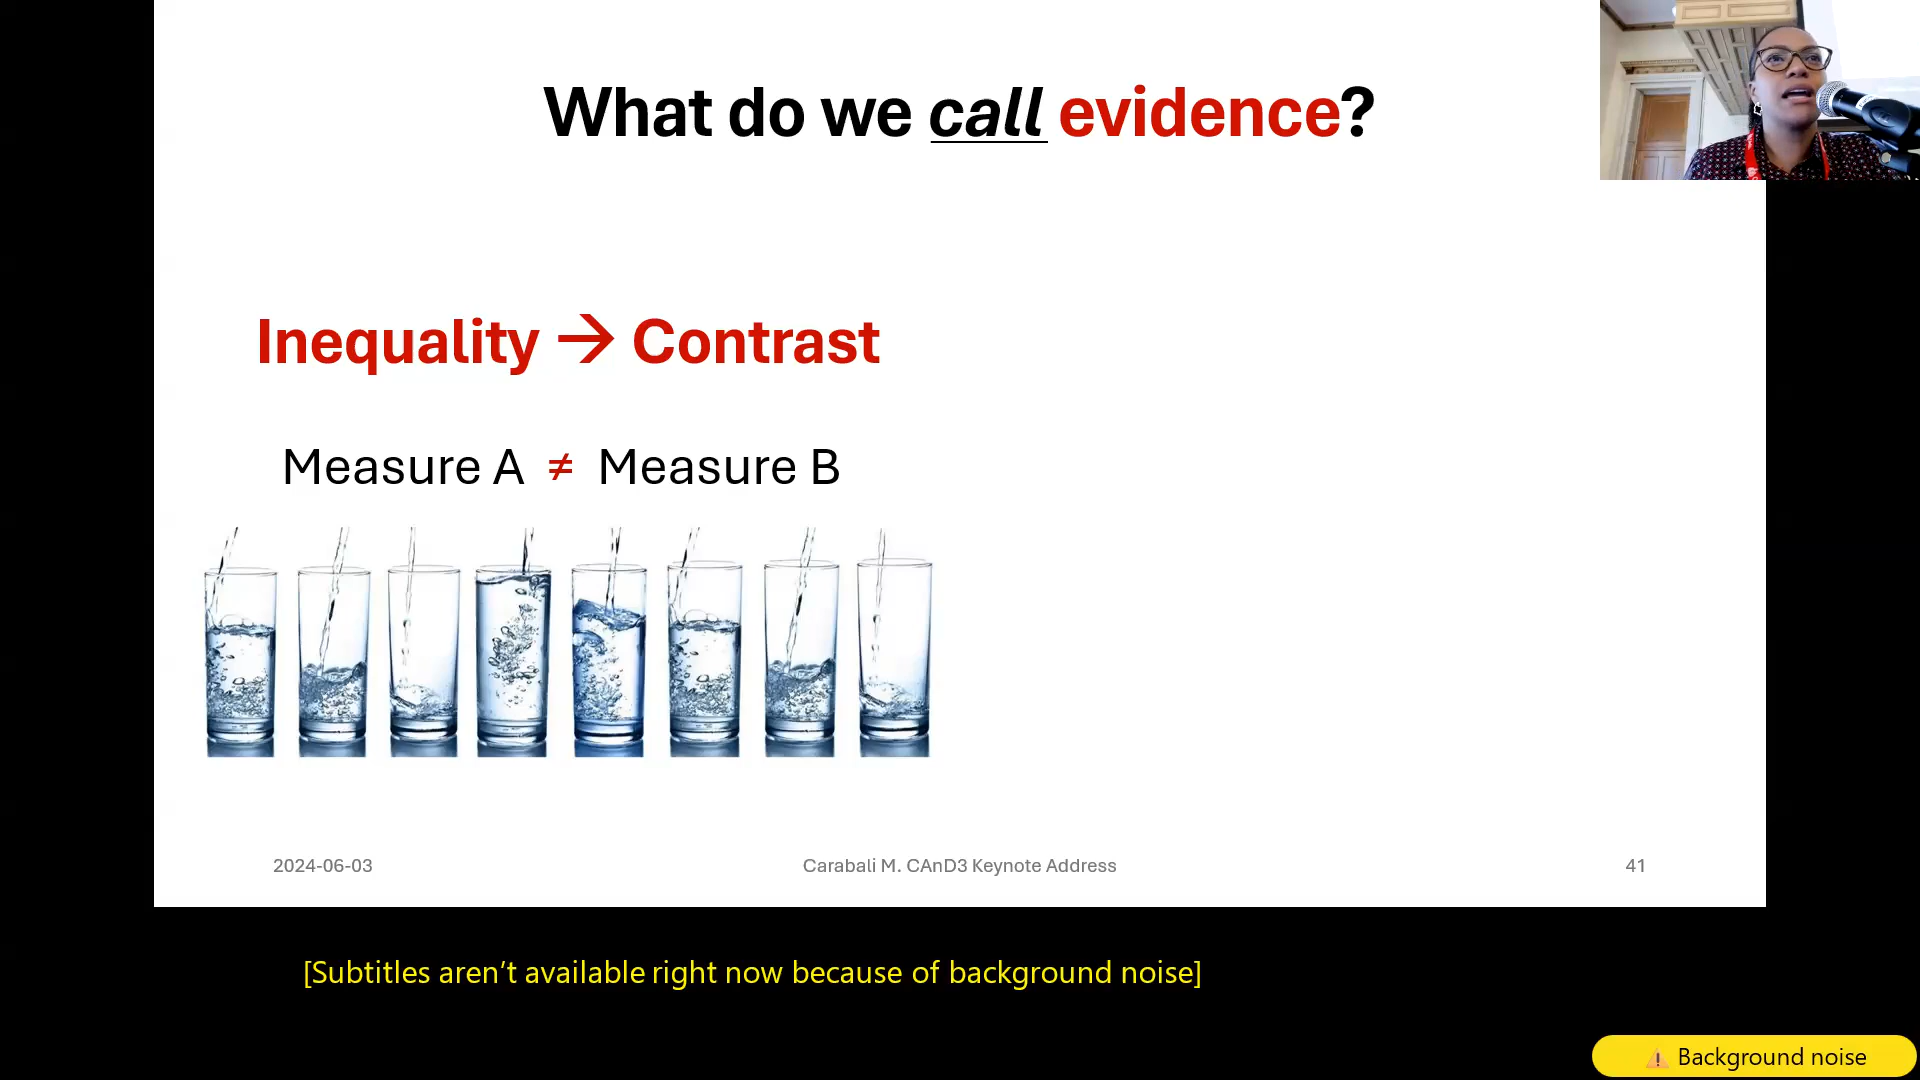 What do we call evidence?
Inequality → Contrast
Measure A ≠ Measure B
2024-06-03
Carabali M. CAnD3 Keynote Address
41
[Subtitles aren’t available right now because of background noise]
⚠ Background noise